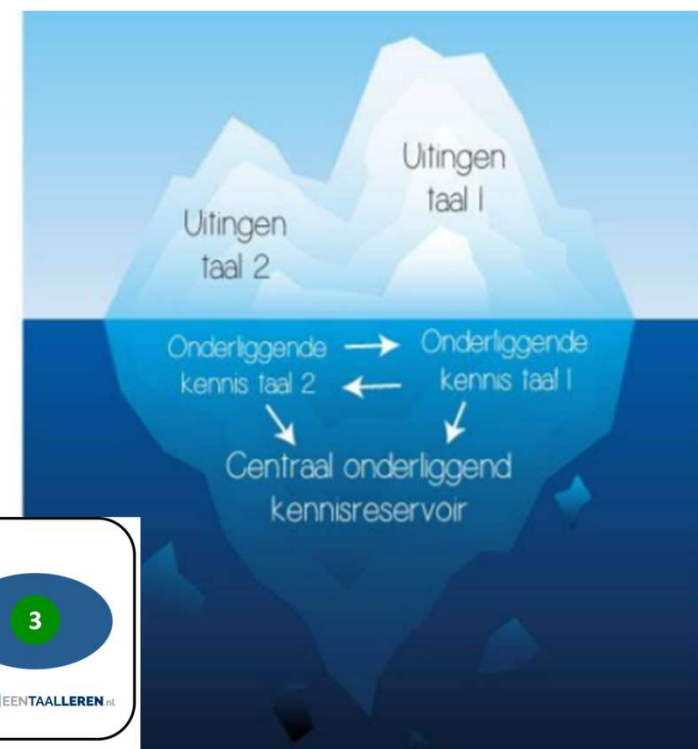 Uitingen
taal 1
Uitingen
taal 2
Onderliggende
kennis taal 2
Onderliggende
kennis taal 1
Centraal onderliggend
kennisreservoir
3
EENTAALLEREN.nl